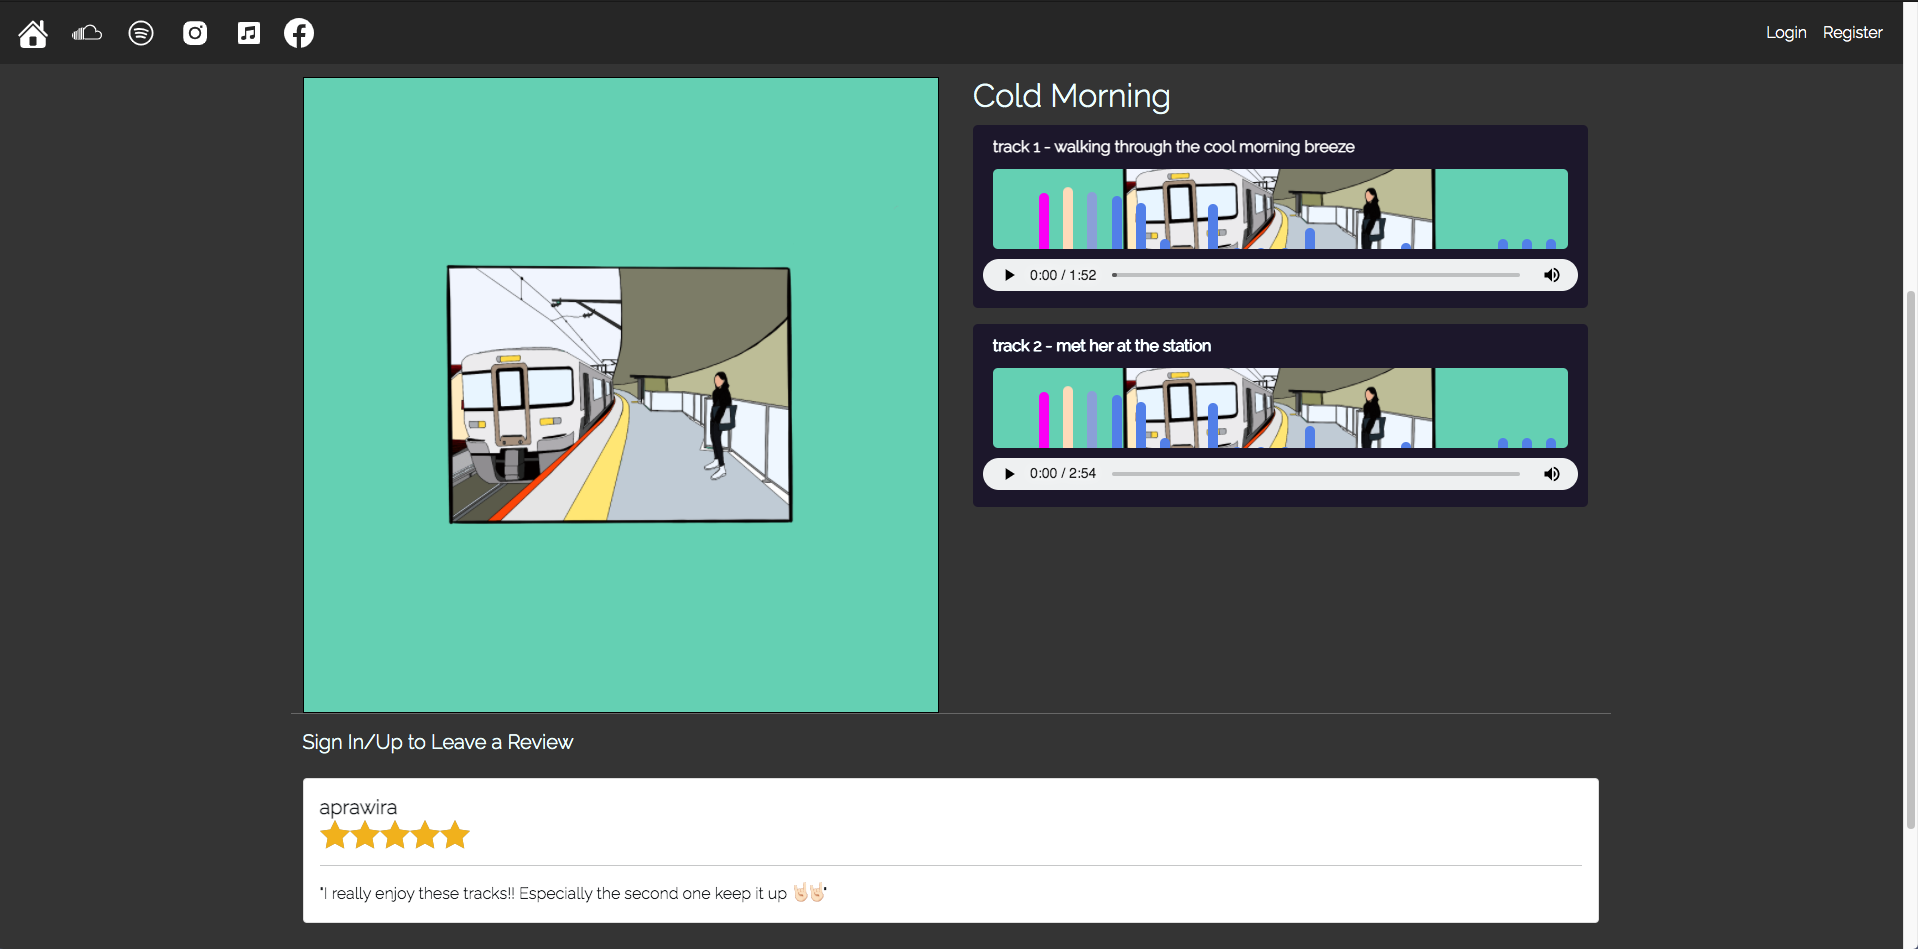 Login Register
Cold Morning
track 1 - walking through the cool morning breeze
0:00 / 1:52
track 2 - met her at the station
0:00 / 2:54
Sign In/Up to Leave a Review
aprawira
"I really enjoy these tracks!! Especially the second one keep it up 🤘🏻🤘🏻"